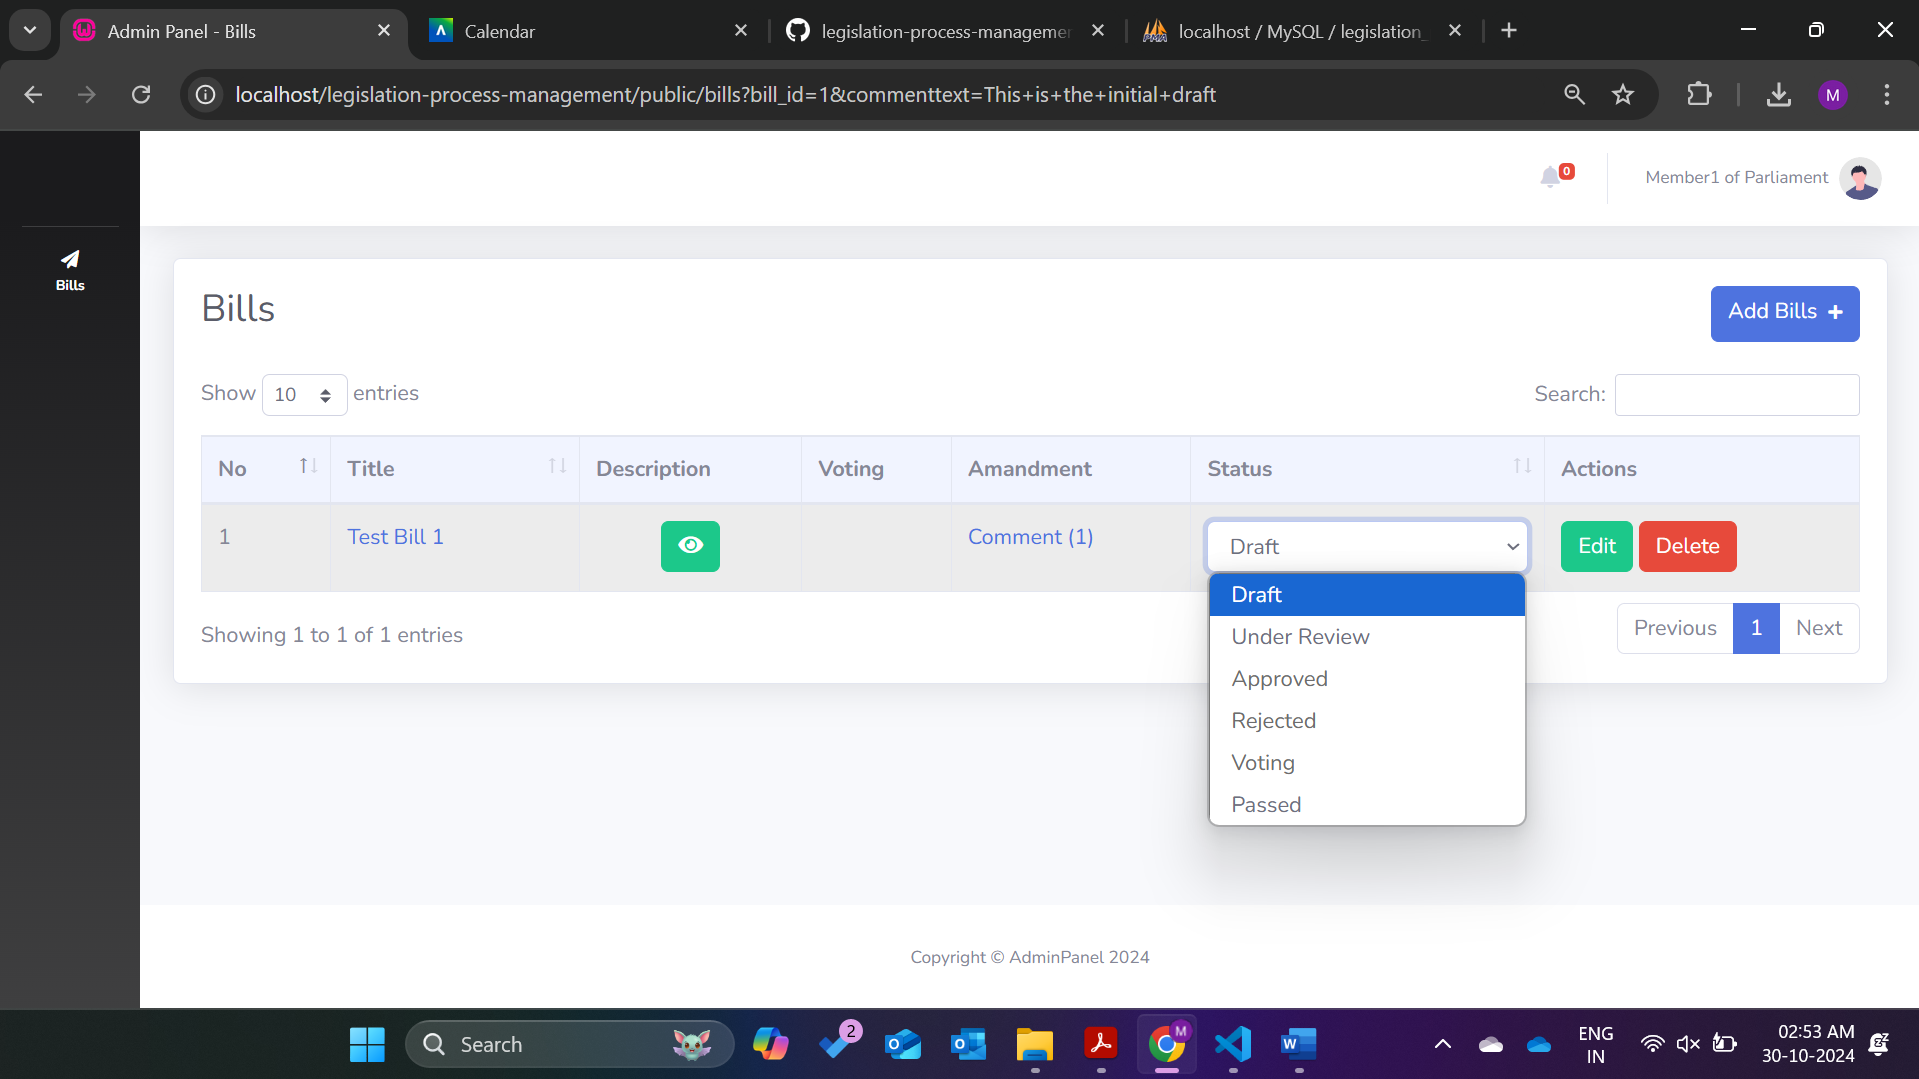 Admin Panel - Bills
Calendar
legislation-process-managemer
localhost / MySQL / legislation_
localhost/legislation-process-management/public/bills?bill_id=1&commenttext=This+is+the+initial+draft
M
0
Member1 of Parliament
Bills
Bills
Add Bills +
Show 10 entries
Search:
No Title Description Voting Amandment Status Actions
1 Test Bill 1 Comment (1) Draft Edit Delete
Draft
Under Review
Approved
Rejected
Voting
Passed
Showing 1 to 1 of 1 entries
Previous 1 Next
Copyright © AdminPanel 2024
Search
2
M
ENG
IN
02:53 AM
30-10-2024